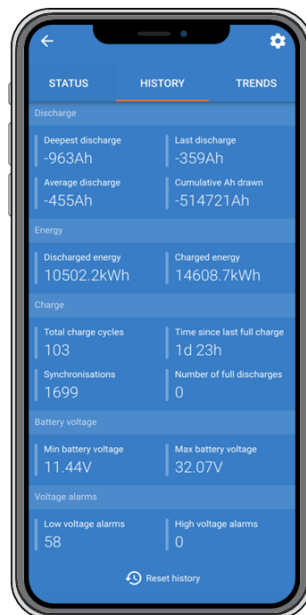 STATUS HISTORY TRENDS
Discharge
Deepest discharge Last discharge
-963Ah -359Ah
Average discharge Cumulative Ah drawn
-455Ah -514721Ah
Energy
Discharged energy Charged energy
10502.2kWh 14608.7kWh
Charge
Total charge cycles Time since last full charge
103 1d 23h
Synchronisations Number of full discharges
1699 0
Battery voltage
Min battery voltage Max battery voltage
11.44V 32.07V
Voltage alarms
Low voltage alarms High voltage alarms
58 0
Reset history